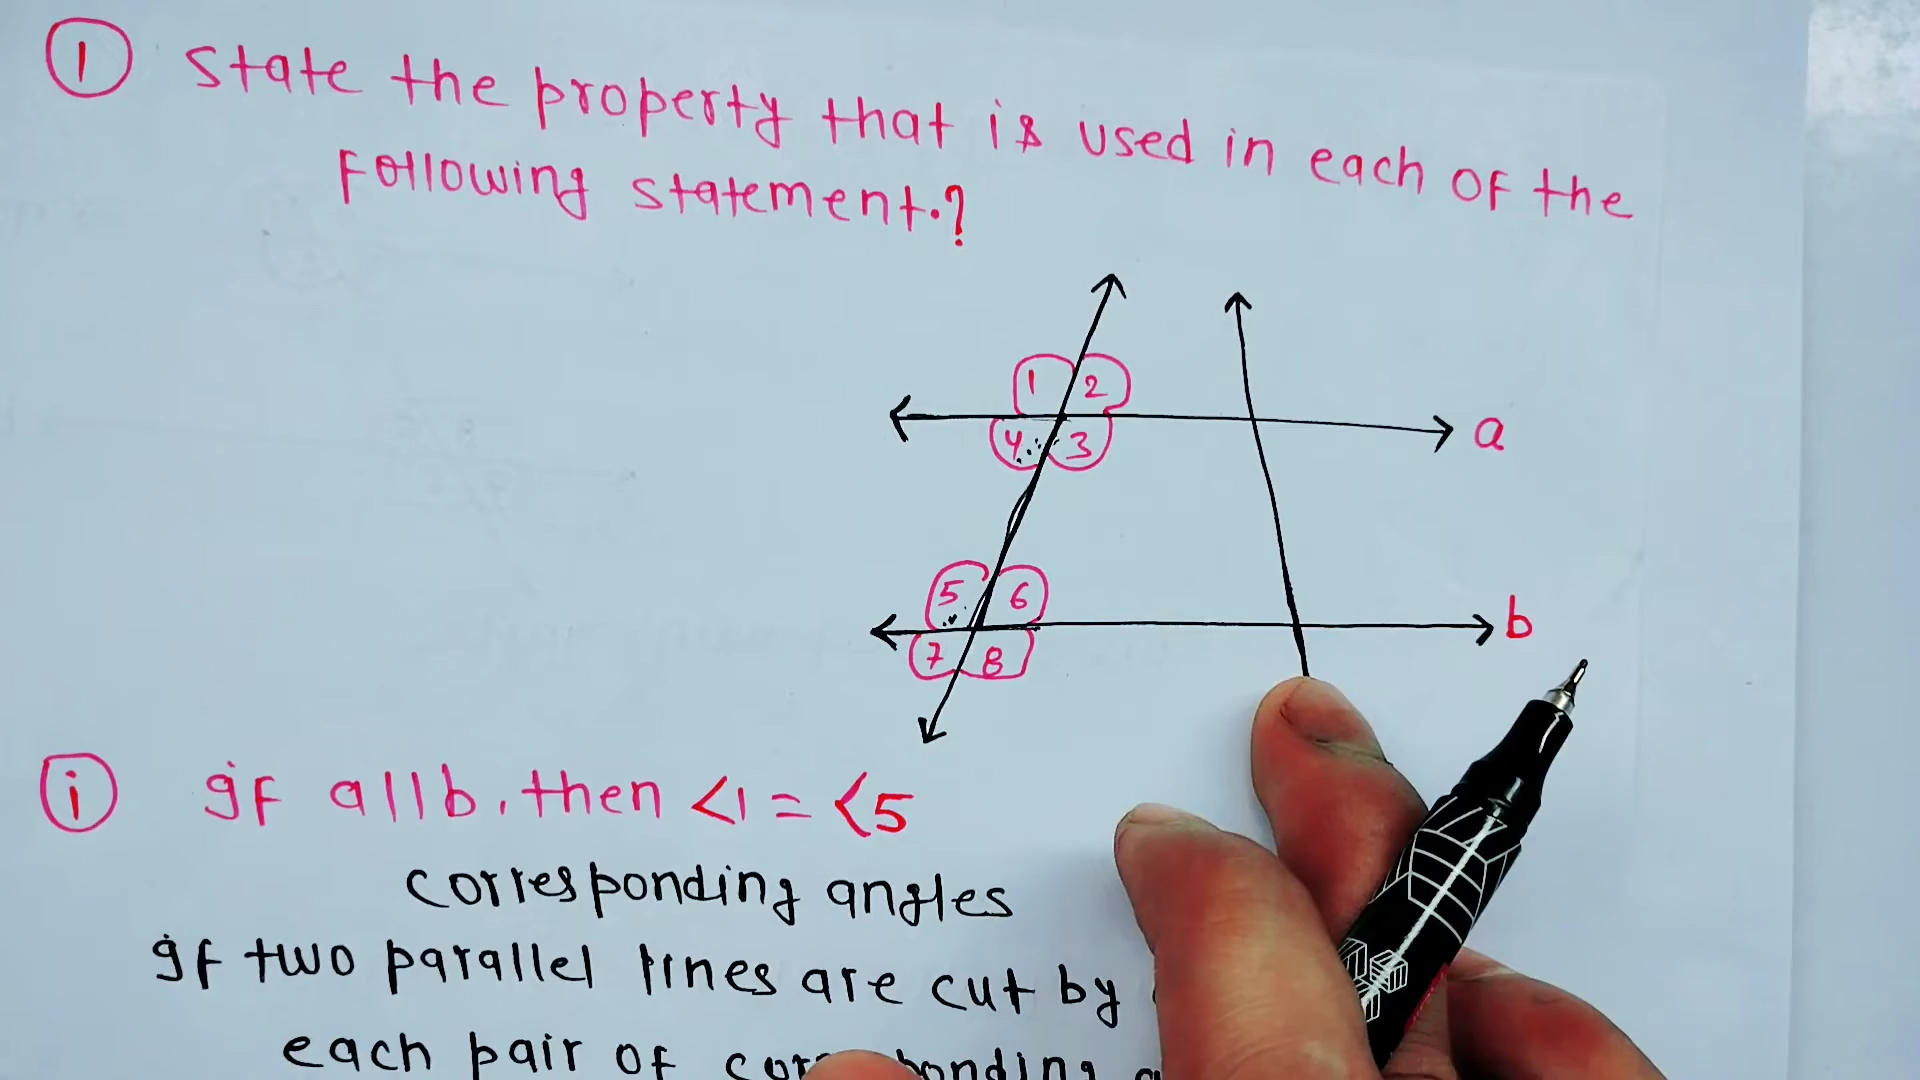 1 State the property that is used in each of the
Following statement.?
1 2
a
4 3
5 6
b
7 8
i If a||b, then <1 = <5
corresponding angles
If two parallel lines are cut by
each pair of